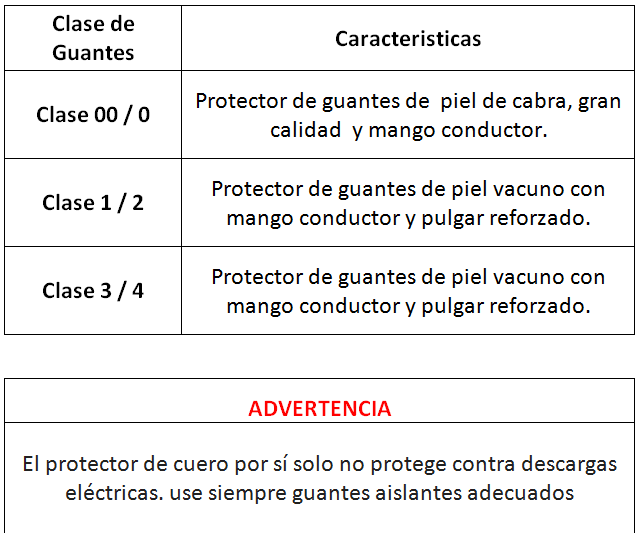 Clase de
Guantes
Caracteristicas
Clase 00 / 0
Protector de guantes de piel de cabra, gran
calidad y mango conductor.
Clase 1 / 2
Protector de guantes de piel vacuno con
mango conductor y pulgar reforzado.
Clase 3 / 4
Protector de guantes de piel vacuno con
mango conductor y pulgar reforzado.
ADVERTENCIA
El protector de cuero por sí solo no protege contra descargas
eléctricas. use siempre guantes aislantes adecuados